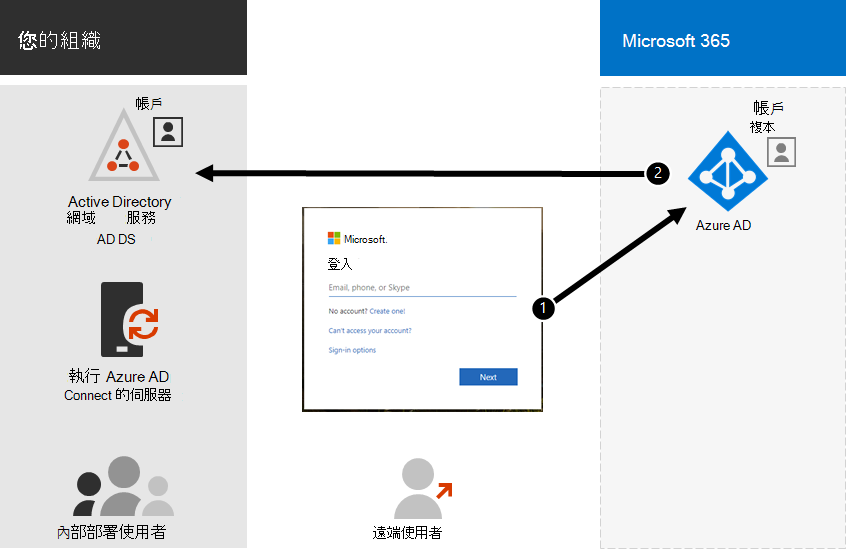 您的組織
Microsoft 365
帳戶
Active Directory
網域 服務
AD DS
執行 Azure AD
Connect 的伺服器
內部部署使用者
Microsoft.
登入
Email, phone, or Skype
No account? Create one!
Can't access your account?
Sign-in options
Next
1
2
遠端使用者
帳戶
複本
Azure AD